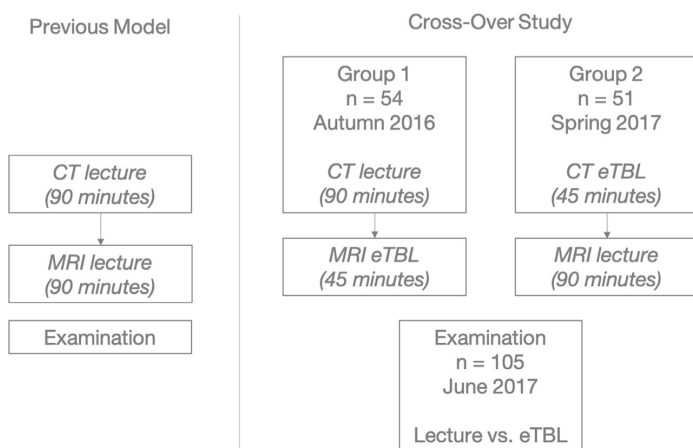 Previous Model
CT lecture
(90 minutes)
MRI lecture
(90 minutes)
Examination
Cross-Over Study
Group 1
n = 54
Autumn 2016
CT lecture
(90 minutes)
MRI eTBL
(45 minutes)
Group 2
n = 51
Spring 2017
CT eTBL
(45 minutes)
MRI lecture
(90 minutes)
Examination
n = 105
June 2017
Lecture vs. eTBL